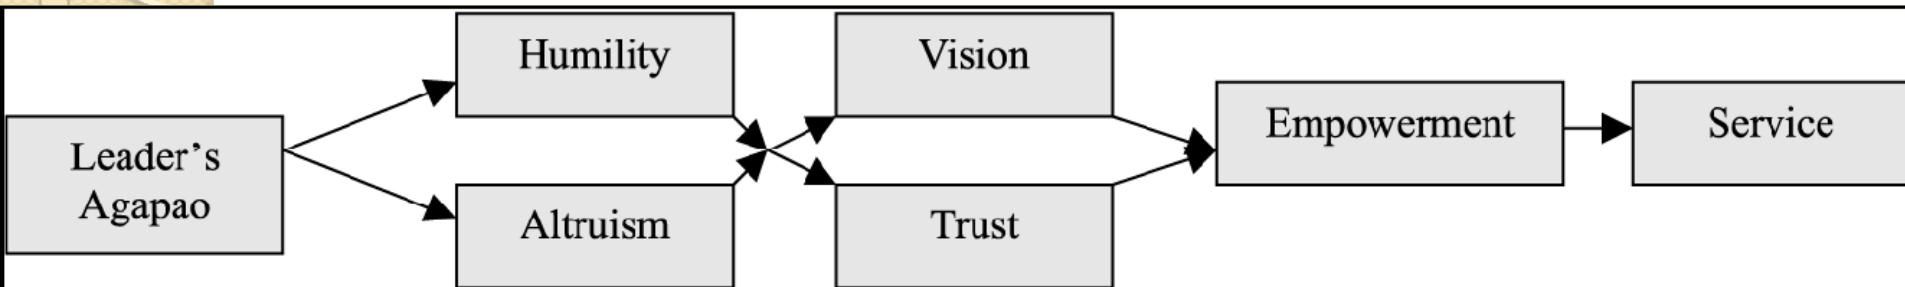 Humility
Vision
Leader’s
Agapao
Empowerment
Service
Altruism
Trust